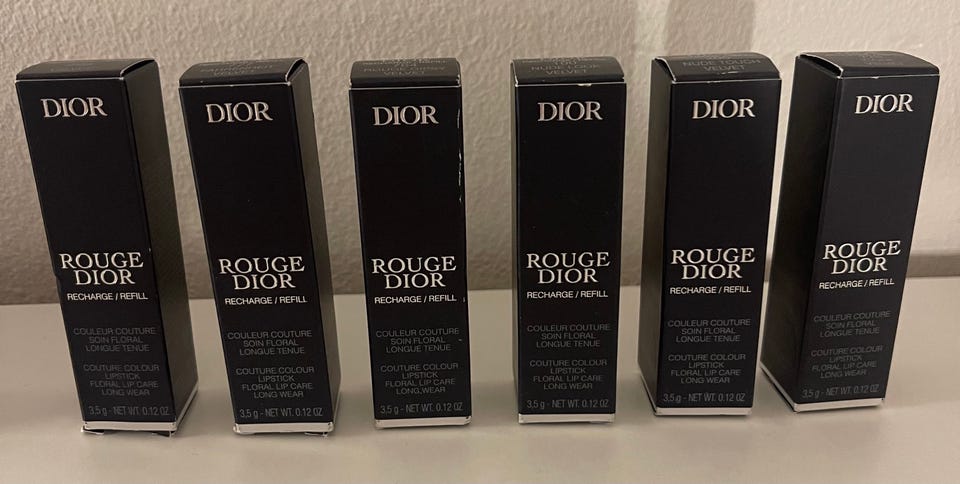 DIOR
ROUGE
DIOR
RECHARGE / REFILL
COULEUR COUTURE
SOIN FLORAL
LONGUE TENUE
COUTURE COLOUR
LIPSTICK
FLORAL LIP CARE
LONG WEAR
3,5 g - NET WT. 0.12 OZ
DIOR
ROUGE
DIOR
RECHARGE / REFILL
COULEUR COUTURE
SOIN FLORAL
LONGUE TENUE
COUTURE COLOUR
LIPSTICK
FLORAL LIP CARE
LONG WEAR
3,5 g - NET WT. 0.12 OZ
VELVET
DIOR
ROUGE
DIOR
RECHARGE / REFILL
COULEUR COUTURE
SOIN FLORAL
LONGUE TENUE
COUTURE COLOUR
LIPSTICK
FLORAL LIP CARE
LONG WEAR
3,5 g - NET WT. 0.12 OZ
NUDE LOOK
VELVET
DIOR
ROUGE
DIOR
RECHARGE / REFILL
COULEUR COUTURE
SOIN FLORAL
LONGUE TENUE
COUTURE COLOUR
LIPSTICK
FLORAL LIP CARE
LONG WEAR
3,5 g - NET WT. 0.12 OZ
NUDE TOUCH
VELVET
DIOR
ROUGE
DIOR
RECHARGE / REFILL
COULEUR COUTURE
SOIN FLORAL
LONGUE TENUE
COUTURE COLOUR
LIPSTICK
FLORAL LIP CARE
LONG WEAR
3,5 g - NET WT. 0.12 OZ
DIOR
ROUGE
DIOR
RECHARGE / REFILL
COULEUR COUTURE
SOIN FLORAL
LONGUE TENUE
COUTURE COLOUR
LIPSTICK
FLORAL LIP CARE
LONG WEAR
3,5 g - NET WT. 0.12 OZ